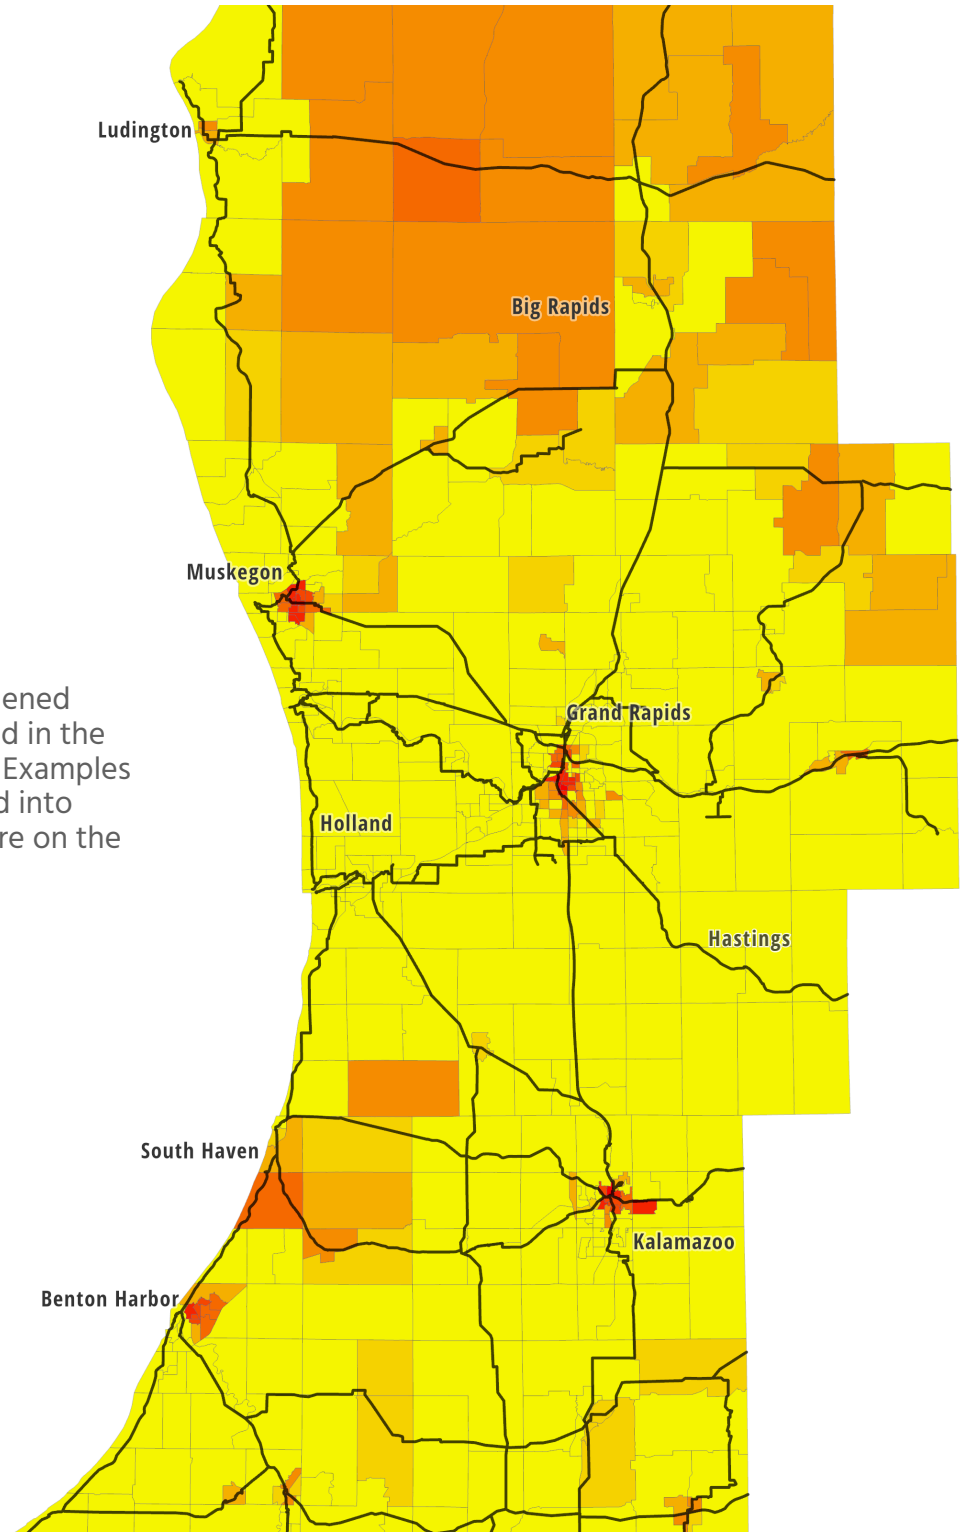 Ludington
Big Rapids
Muskegon
ened
d in the
Examples
d into
re on the
Grand Rapids
Holland
Hastings
South Haven
Kalamazoo
Benton Harbor